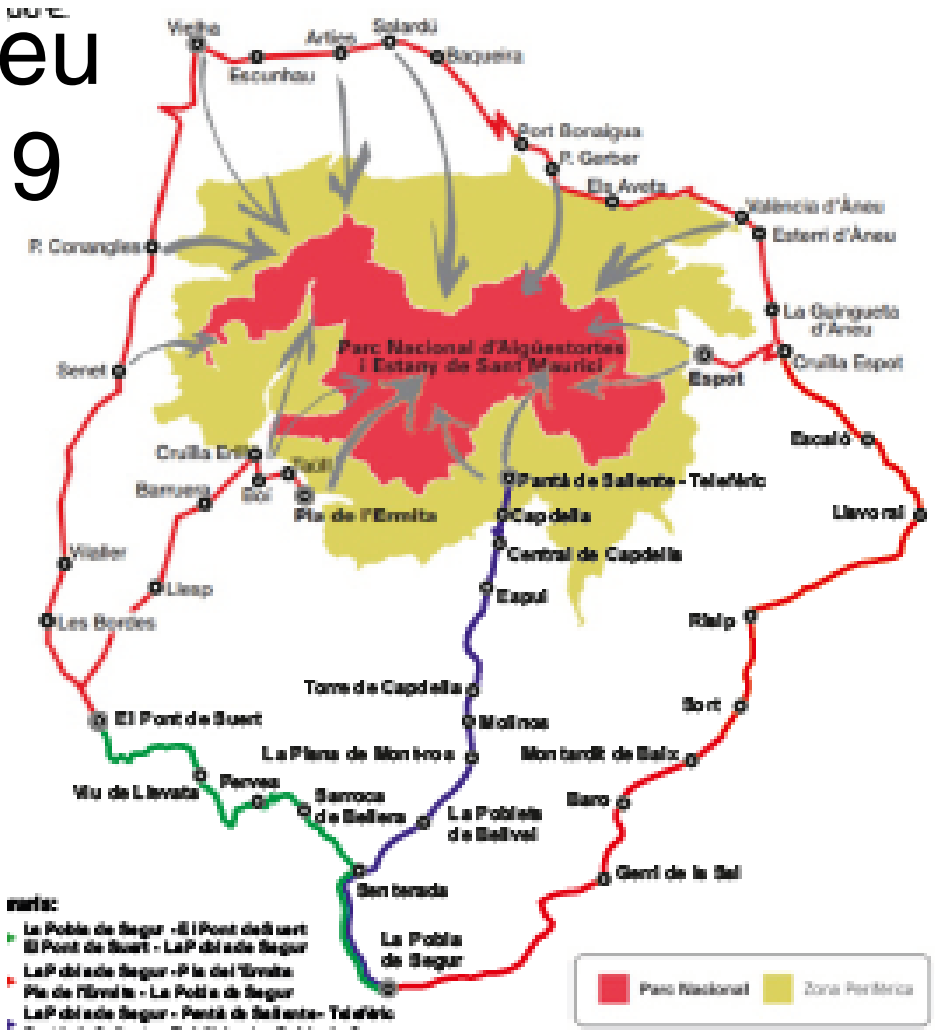 eu
9
Vielha
Escunhau
Arties
Salardú
Baqueira
Port Bonaigua
P. Gerber
Els Avets
València d'Àneu
Esterri d'Àneu
P. Conangles
La Guingueta
d'Àneu
Parc Nacional d'Aigüestortes
i Estany de Sant Maurici
Senet
Espot
Cruïlla Espot
Escaló
Cruïlla Erill
Taüll
Boí
Barruera
Pla de l'Ermita
Pantà de Sallente - Telefèric
Capdella
Llavorsí
Central de Capdella
Vilaller
Llesp
Espui
Les Bordes
Rialp
Torre de Capdella
Sort
El Pont de Suert
Molinos
La Plana de Mont-ros
Montardit de Baix
Viu de Llevata
Perves
Sarroca
de Bellera
Baro
La Pobleta
de Bellveí
Gerri de la Sal
Senterada
La Pobla
de Segur
La Pobla de Segur - El Pont de Suert
El Pont de Suert - La Pobla de Segur
La Pobla de Segur - Pla de l'Ermita
Pla de l'Ermita - La Pobla de Segur
La Pobla de Segur - Pantà de Sallente - Telefèric
Parc Nacional
Zona Perifèrica